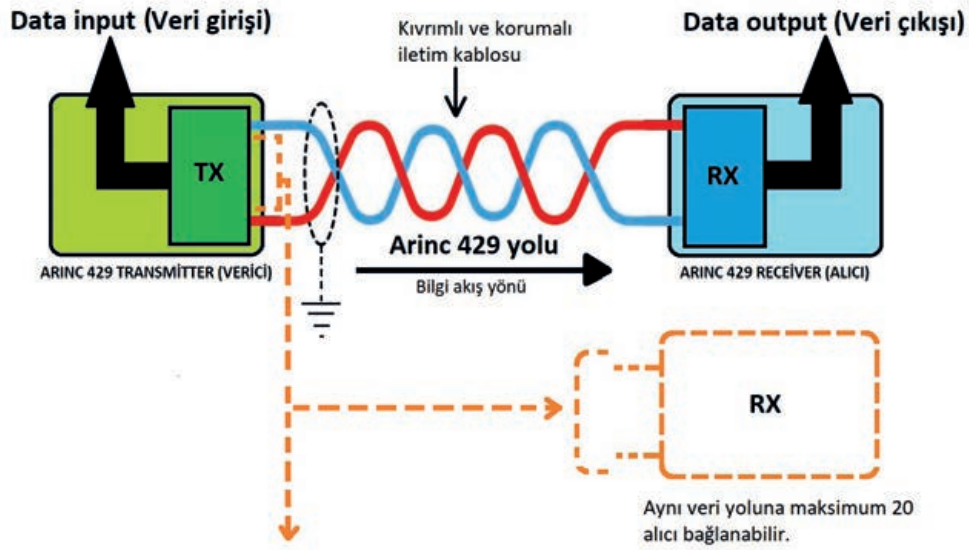 Data input (Veri girişi)
Kıvrımlı ve korumalı
iletim kablosu
Data output (Veri çıkışı)
TX
RX
Arinc 429 yolu
Bilgi akış yönü
ARINC 429 TRANSMİTTER (VERİCİ)
ARINC 429 RECEİVER (ALICI)
RX
Aynı veri yoluna maksimum 20
alıcı bağlanabilir.